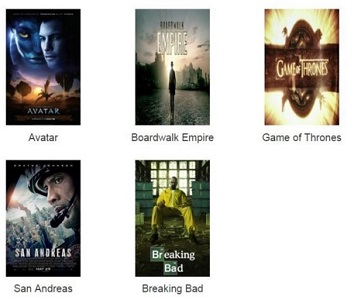 AVATAR
Avatar
BOARDWALK
EMPIRE
Boardwalk Empire
GAME OF THRONES
Game of Thrones
SAN ANDREAS
San Andreas
Breaking
Bad
Breaking Bad